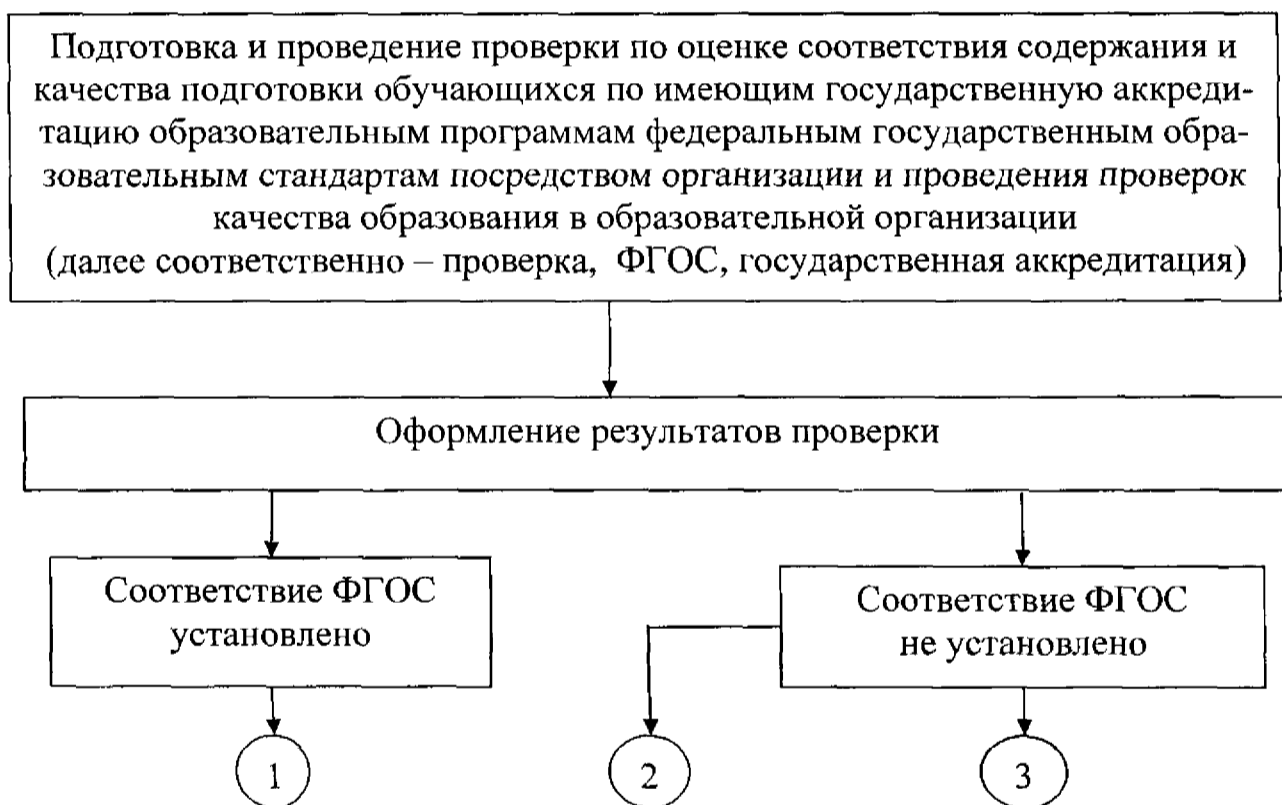 Подготовка и проведение проверки по оценке соответствия содержания и
качества подготовки обучающихся по имеющим государственную аккреди-
тацию образовательным программам федеральным государственным обра-
зовательным стандартам посредством организации и проведения проверок
качества образования в образовательной организации
(далее соответственно – проверка, ФГОС, государственная аккредитация)
Оформление результатов проверки
Соответствие ФГОС
установлено
Соответствие ФГОС
не установлено
1
2
3